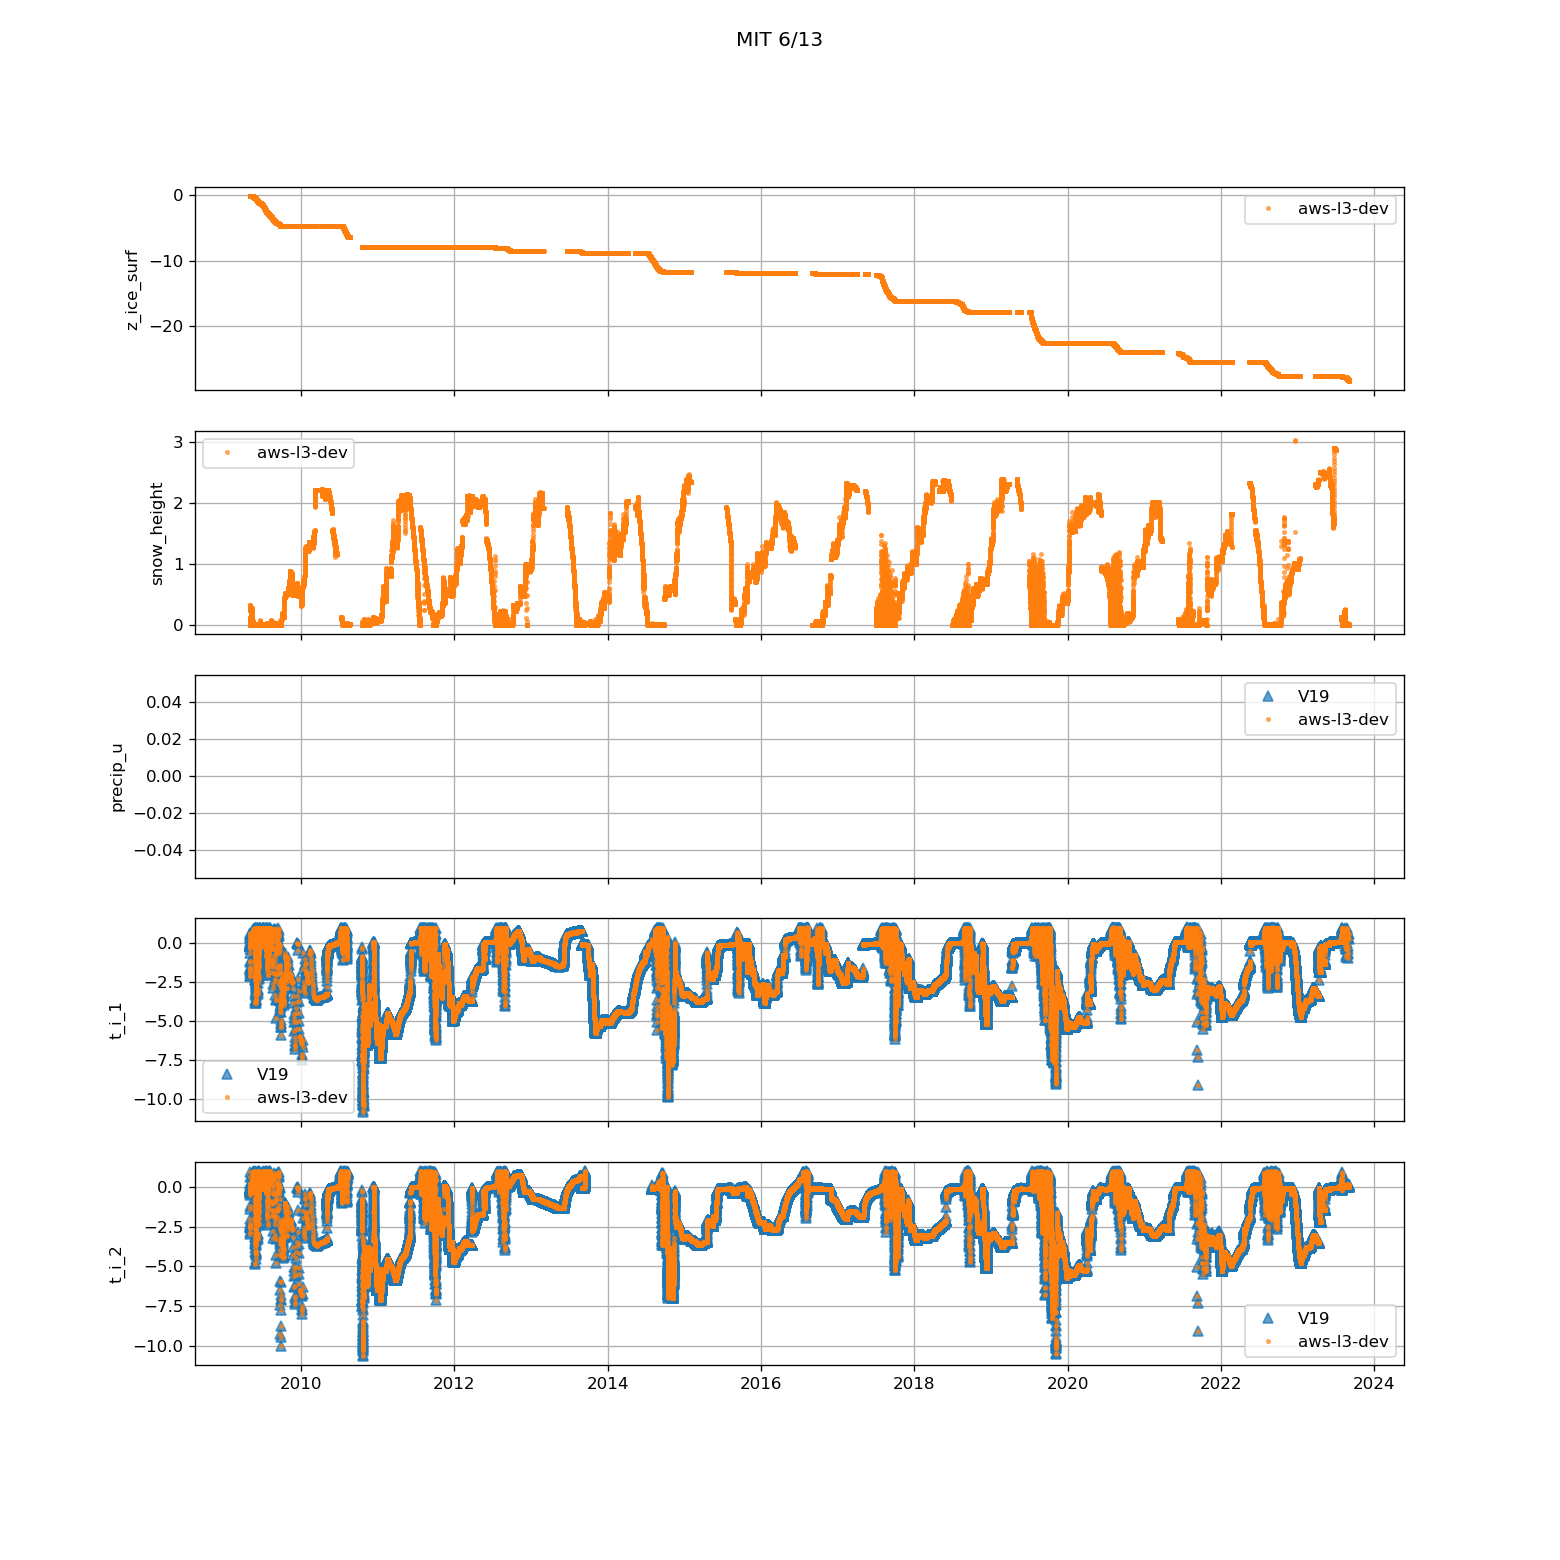 MIT 6/13
0
−10
−20
z_ice_surf
aws-l3-dev
3
2
1
0
snow_height
aws-l3-dev
0.04
0.02
0.00
−0.02
−0.04
precip_u
V19
aws-l3-dev
0.0
−2.5
−5.0
−7.5
−10.0
t_i_1
V19
aws-l3-dev
0.0
−2.5
−5.0
−7.5
−10.0
t_i_2
V19
aws-l3-dev
2010 2012 2014 2016 2018 2020 2022 2024